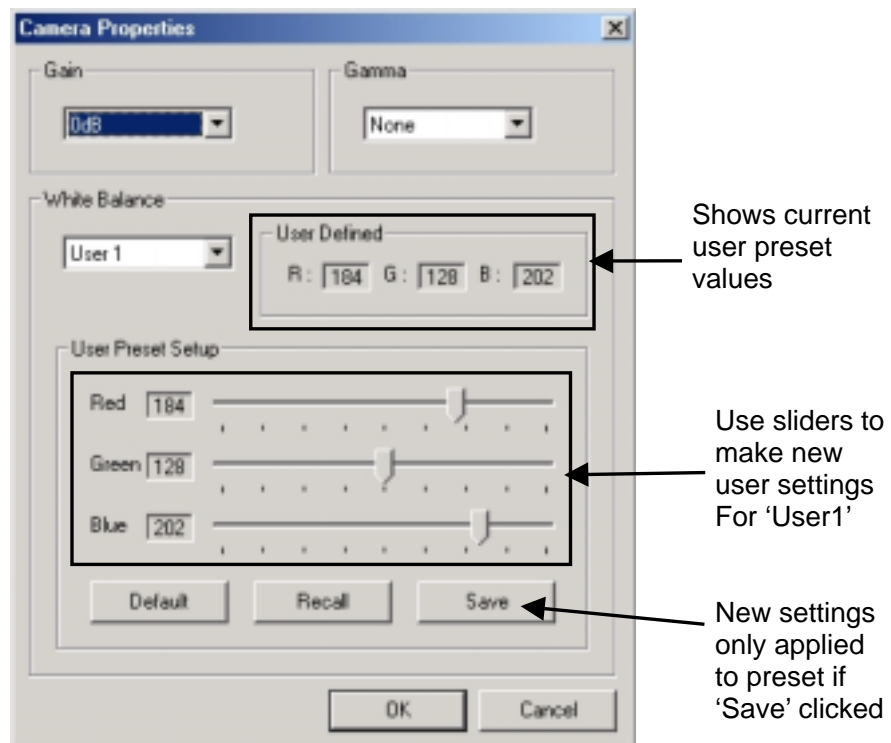 Camera Properties
Gain
0dB
Gamma
None
White Balance
User 1
User Defined
R : 184 G : 128 B : 202
Shows current
user preset
values
User Preset Setup
Red 184
Green 128
Blue 202
Use sliders to
make new
user settings
For ‘User1’
Default Recall Save
New settings
only applied
to preset if
‘Save’ clicked
OK Cancel